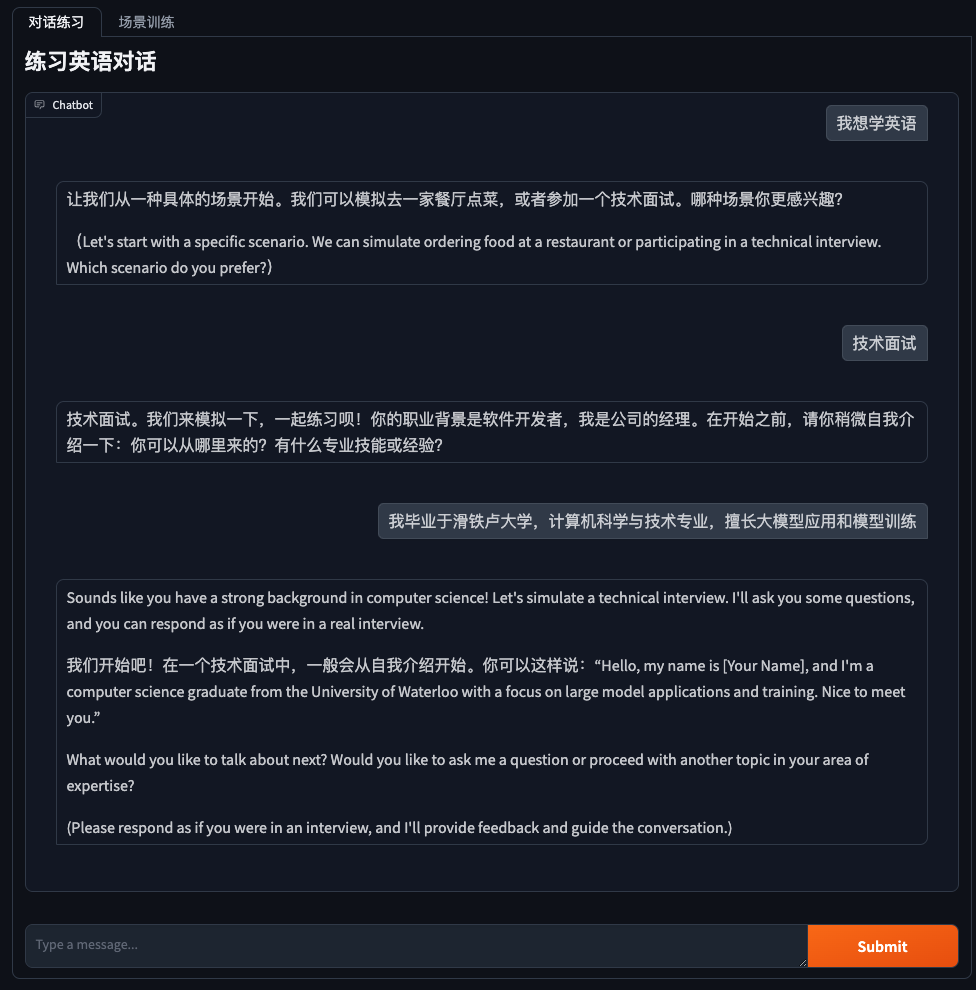 对话练习
场景训练
练习英语对话
Chatbot
我想学英语
让我们从一种具体的场景开始。我们可以模拟去一家餐厅点菜，或者参加一个技术面试。哪种场景你更感兴趣？
（Let's start with a specific scenario. We can simulate ordering food at a restaurant or participating in a technical interview.
Which scenario do you prefer?）
技术面试
技术面试。我们来模拟一下，一起练习呗！你的职业背景是软件开发者，我是公司的经理。在开始之前，请你稍微自我介
绍一下：你可以从哪里来的？有什么专业技能或经验？
我毕业于滑铁卢大学，计算机科学与技术专业，擅长大模型应用和模型训练
Sounds like you have a strong background in computer science! Let's simulate a technical interview. I'll ask you some questions,
and you can respond as if you were in a real interview.
我们开始吧！在一个技术面试中，一般会从自我介绍开始。你可以这样说：“Hello, my name is [Your Name], and I'm a
computer science graduate from the University of Waterloo with a focus on large model applications and training. Nice to meet
you.”
What would you like to talk about next? Would you like to ask me a question or proceed with another topic in your area of
expertise?
(Please respond as if you were in an interview, and I'll provide feedback and guide the conversation.)
Type a message...
Submit